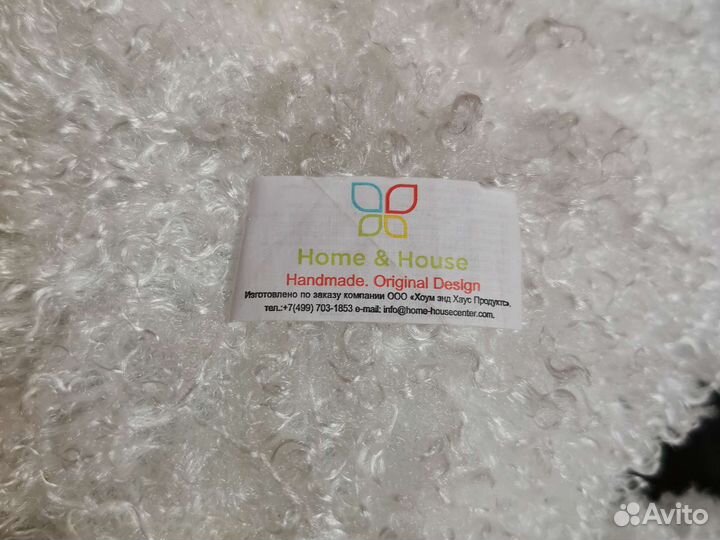 Home & House
Handmade. Original Design
Изготовлено по заказу компании ООО «Хоум энд Хаус Продукт».
тел.:+7(499) 703-1853 e-mail: info@home-housecenter.com.
Avito